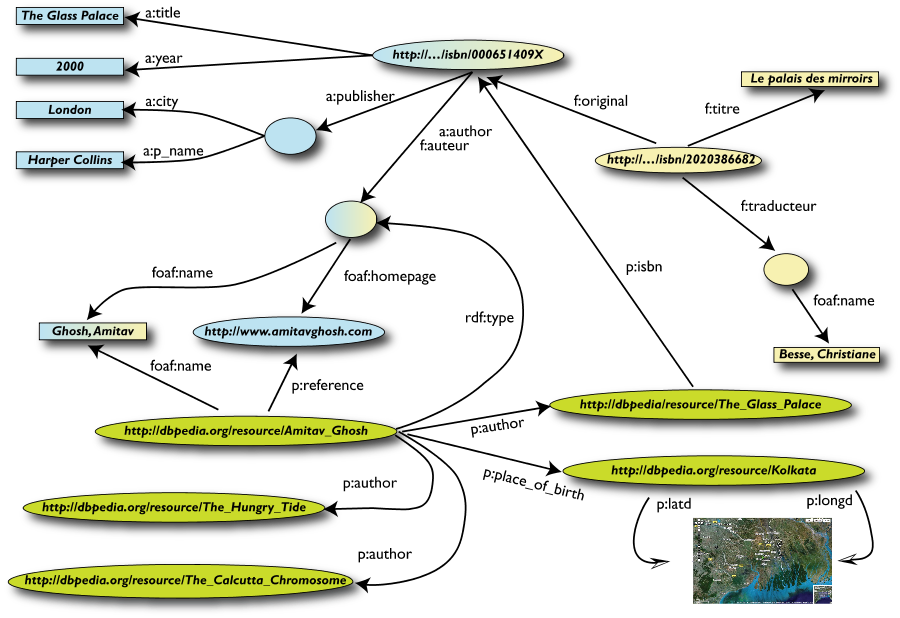 The Glass Palace
a:title
http://…/isbn/000651409X
2000
a:year
Le palais des mirroirs
London
a:city
a:publisher
f:original
f:titre
a:author
f:auteur
Harper Collins
a:p_name
http://…/isbn/2020386682
f:traducteur
foaf:name
foaf:homepage
p:isbn
foaf:name
Ghosh, Amitav
http://www.amitavghosh.com
rdf:type
Besse, Christiane
foaf:name
p:reference
http://dbpedia/resource/The_Glass_Palace
http://dbpedia.org/resource/Amitav_Ghosh
p:author
http://dbpedia.org/resource/Kolkata
p:place_of_birth
p:author
http://dbpedia.org/resource/The_Hungry_Tide
p:latd
p:longd
p:author
http://dbpedia.org/resource/The_Calcutta_Chromosome